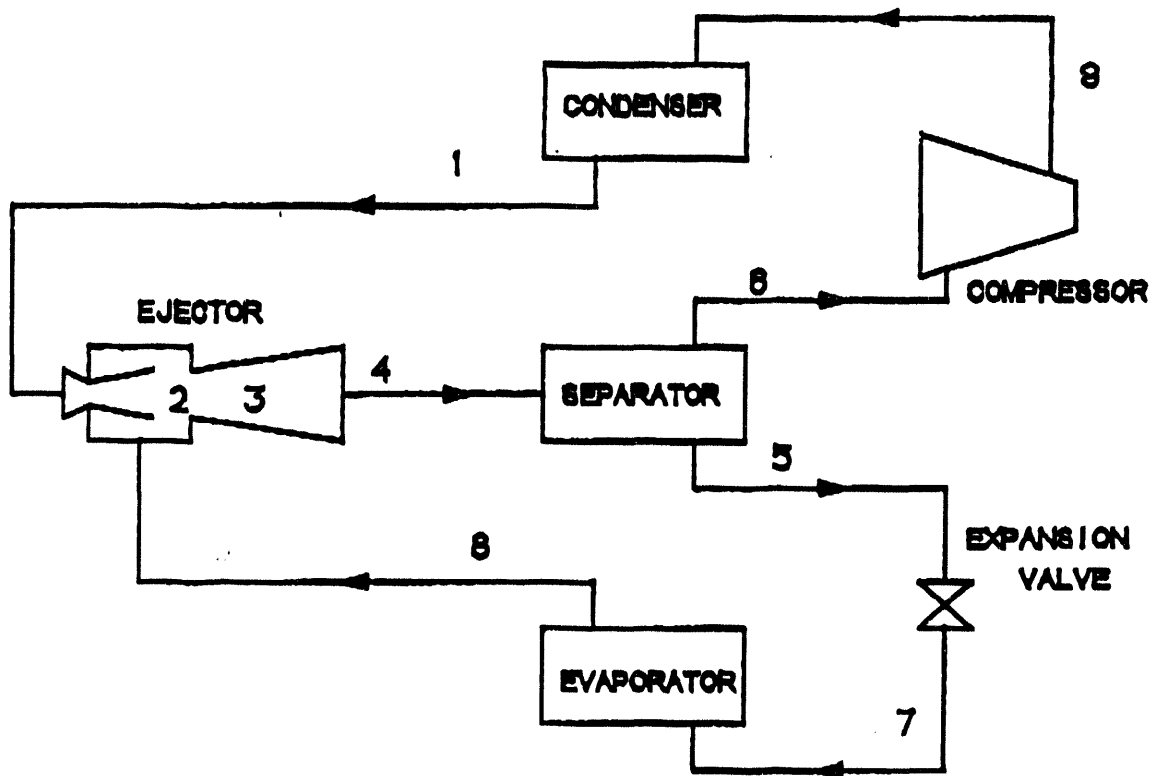 9
CONDENSER
1
6
COMPRESSOR
EJECTOR
2
3
4
SEPARATOR
5
8
EXPANSION
VALVE
EVAPORATOR
7